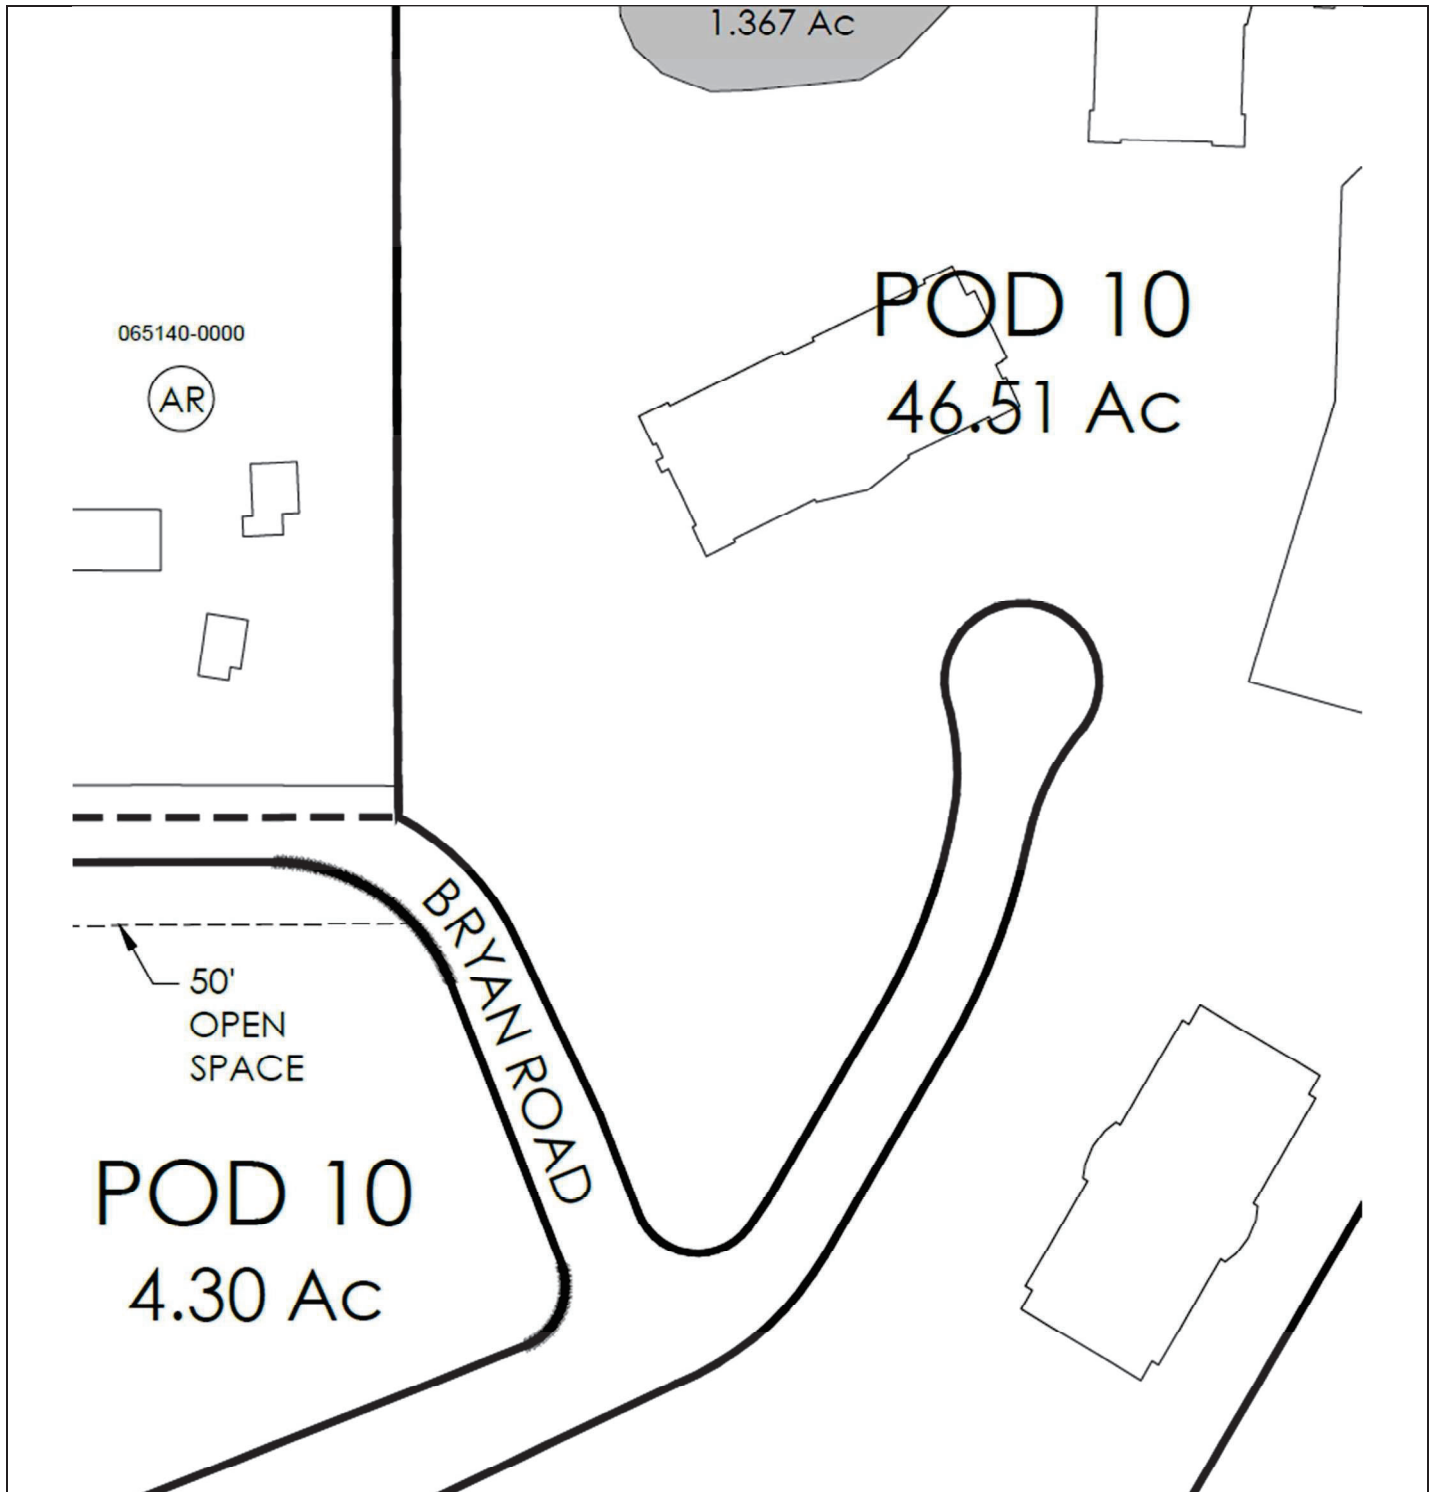 1.367 Ac
POD 10
46.51 Ac
065140-0000
AR
BRYAN ROAD
50'
OPEN
SPACE
POD 10
4.30 Ac